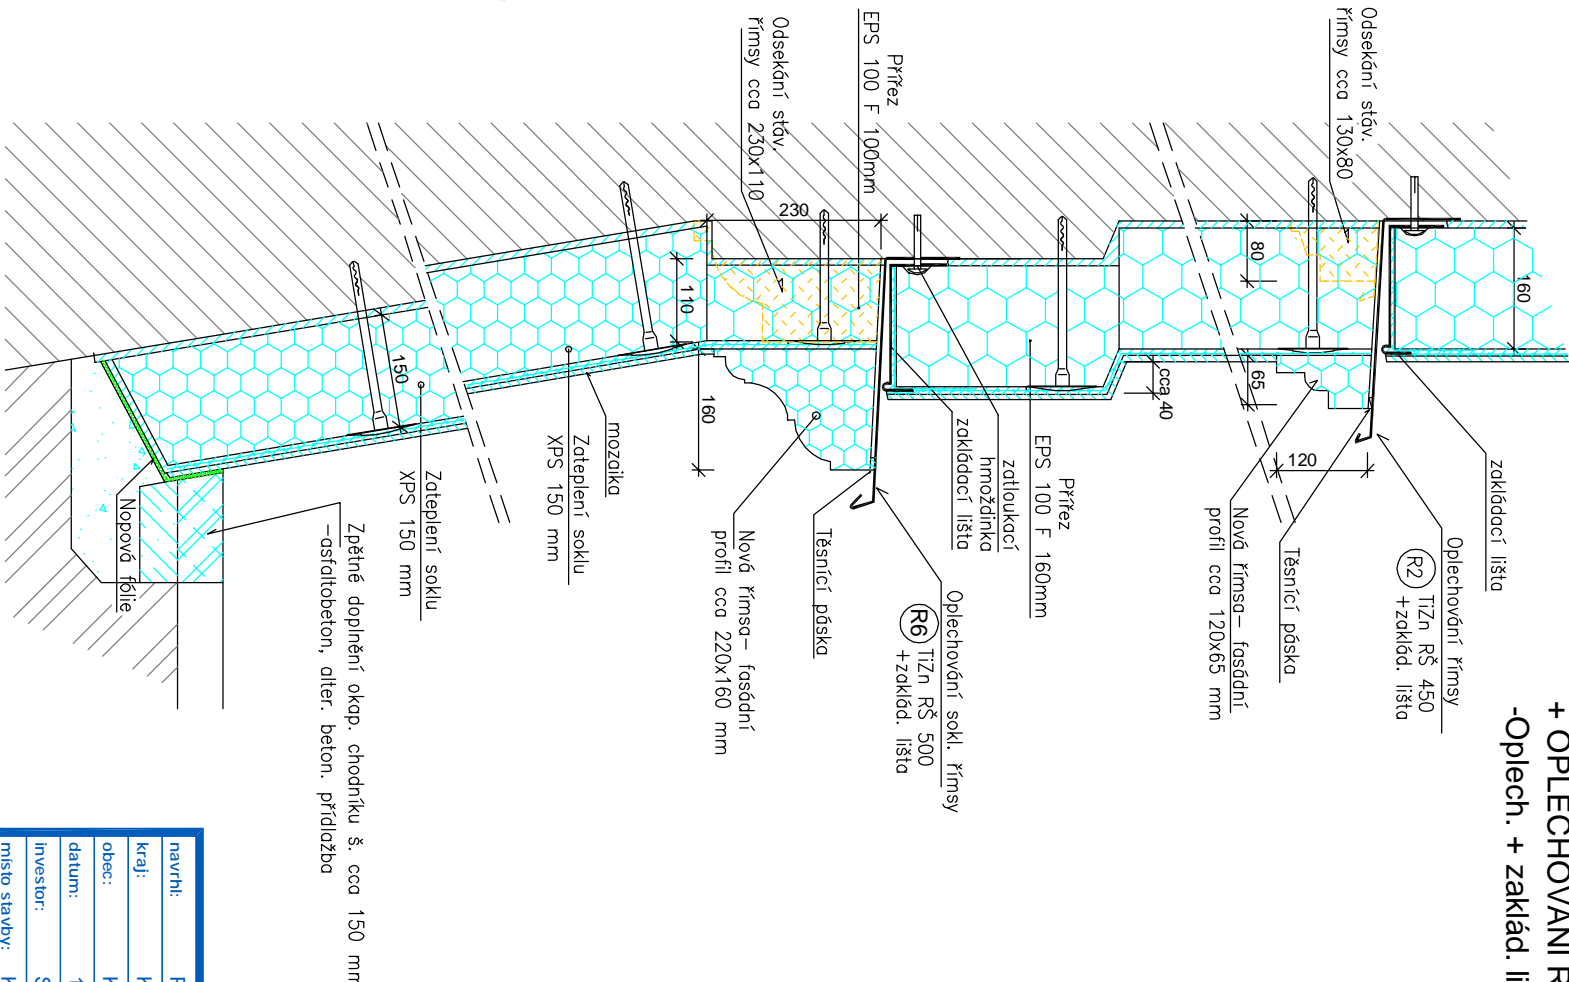 + OPLECHOVÁNÍ Ř
-Oplech. + zaklád. li
Odsekání stáv.
římsy cca 130x80
160
80
65
120
cca 40
zakládací lišta
Oplechování římsy
R2
TiZn RŠ 450
+zaklád. lišta
Těsnící páska
Nová římsa– fasádní
profil cca 120x65 mm
Přířez
EPS 100 F 160mm
zatloukací
hmoždinka
zakládací lišta
Přířez
EPS 100 F 100mm
Odsekání stáv.
římsy cca 230x110
230
110
160
Oplechování sokl. římsy
R6
TiZn RŠ 500
+zaklád. lišta
Těsnící páska
Nová římsa– fasádní
profil cca 220x160 mm
mozaika
Zateplení soklu
XPS 150 mm
150
Zateplení soklu
XPS 150 mm
Zpětné doplnění okap. chodníku š. cca 150 mm
–asfaltobeton, alter. beton. přídlažba
Nopová fólie
navrhl:
kraj:
obec:
datum: 1
investor:
místo stavby: